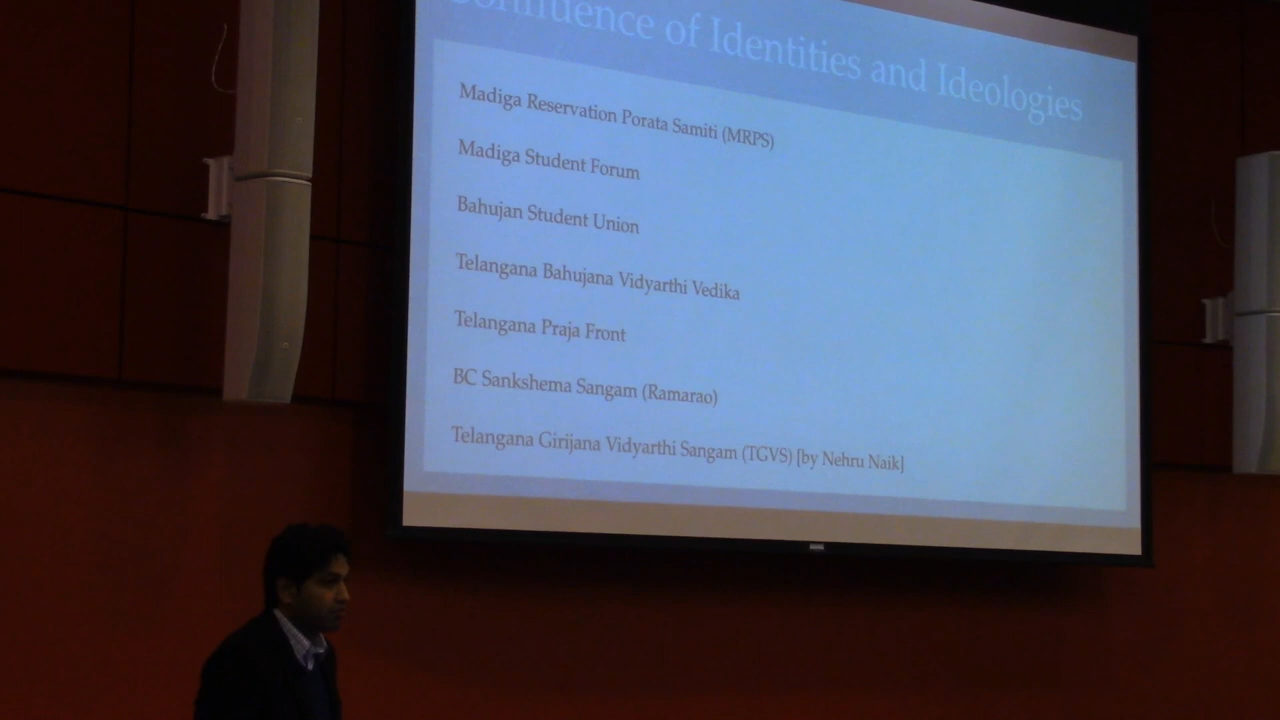 Confluence of Identities and Ideologies
Madiga Reservation Porata Samiti (MRPS)
Madiga Student Forum
Bahujan Student Union
Telangana Bahujana Vidyarthi Vedika
Telangana Praja Front
BC Sankshema Sangam (Ramarao)
Telangana Girijana Vidyarthi Sangam (TGVS) [by Nehru Naik]